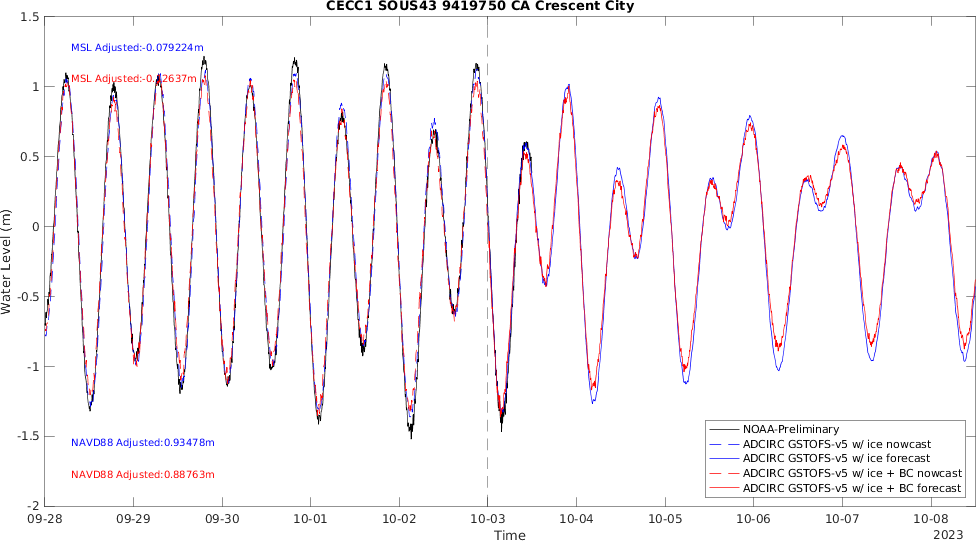 CECC1 SOUS43 9419750 CA Crescent City
1.5
1
0.5
0
-0.5
-1
-1.5
-2
Water Level (m)
MSL Adjusted:-0.079224m
MSL Adjusted:-0.12637m
NAVD88 Adjusted:0.93478m
NAVD88 Adjusted:0.88763m
NOAA-Preliminary
ADCIRC GSTOFS-v5 w/ ice nowcast
ADCIRC GSTOFS-v5 w/ ice forecast
ADCIRC GSTOFS-v5 w/ ice + BC nowcast
ADCIRC GSTOFS-v5 w/ ice + BC forecast
09-28 09-29 09-30 10-01 10-02 10-03 10-04 10-05 10-06 10-07 10-08
Time
2023